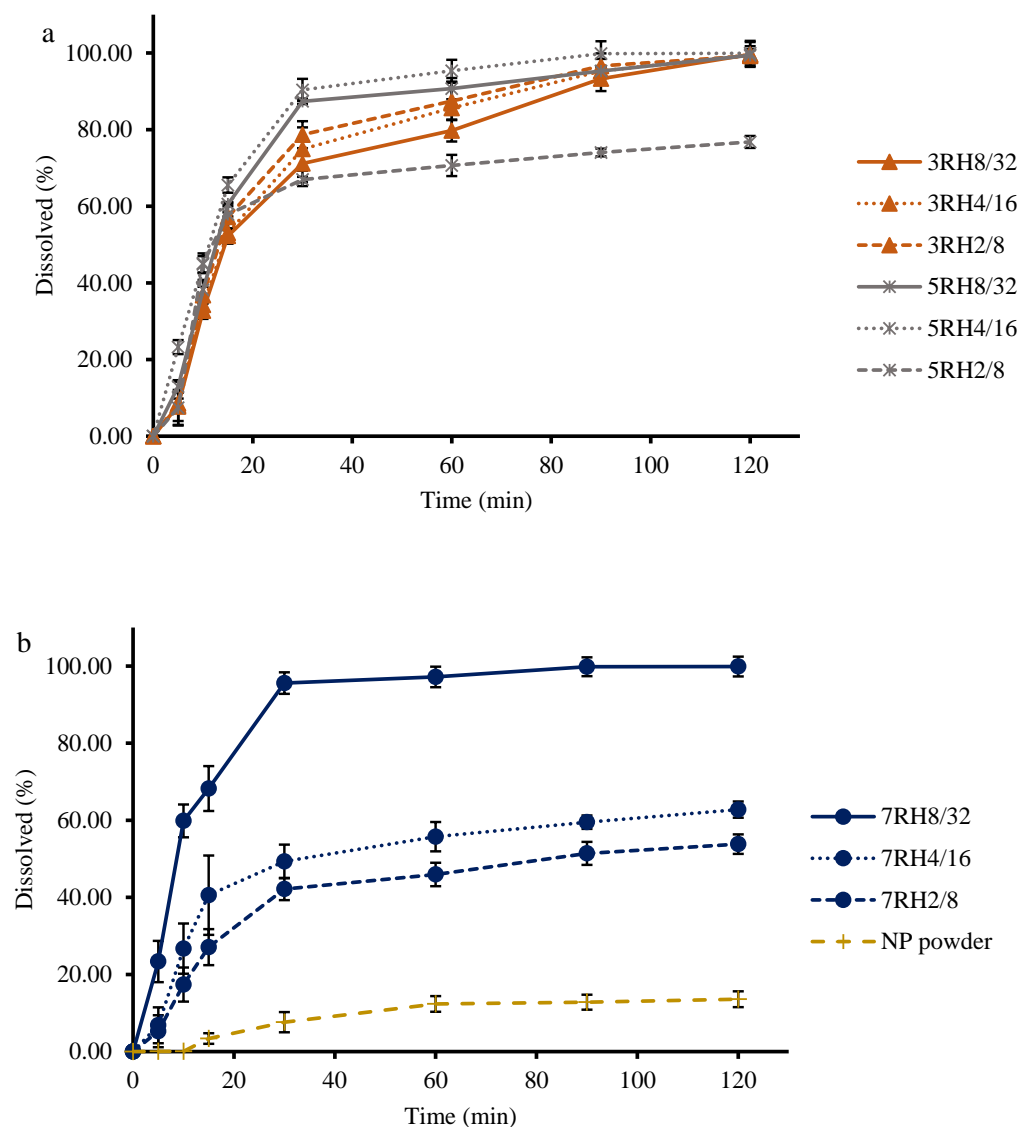 a
100.00
80.00
60.00
40.00
20.00
0.00
Dissolved (%)
0 20 40 60 80 100 120
Time (min)
3RH8/32
3RH4/16
3RH2/8
5RH8/32
5RH4/16
5RH2/8
b
100.00
80.00
60.00
40.00
20.00
0.00
Dissolved (%)
0 20 40 60 80 100 120
Time (min)
7RH8/32
7RH4/16
7RH2/8
NP powder